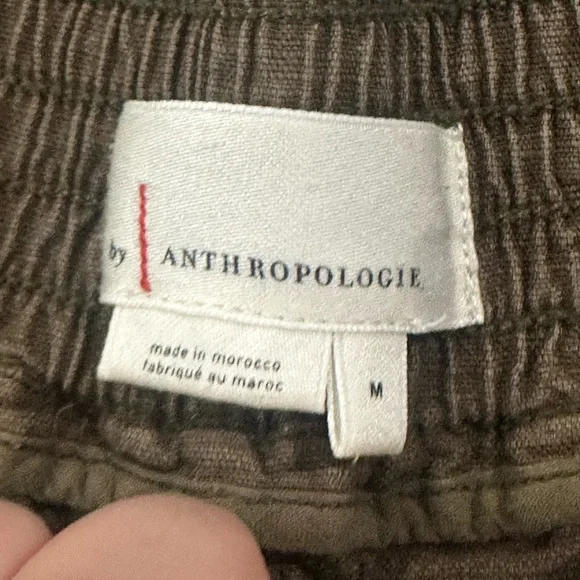 by ANTHROPOLOGIE
made in morocco
fabriqué au maroc
M